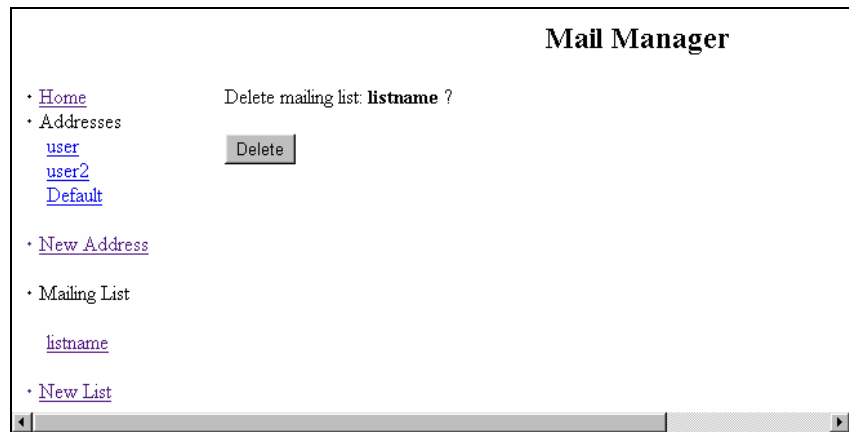 Mail Manager
Home
Addresses
user
user2
Default
New Address
Mailing List
listname
New List
Delete mailing list: listname ?
Delete